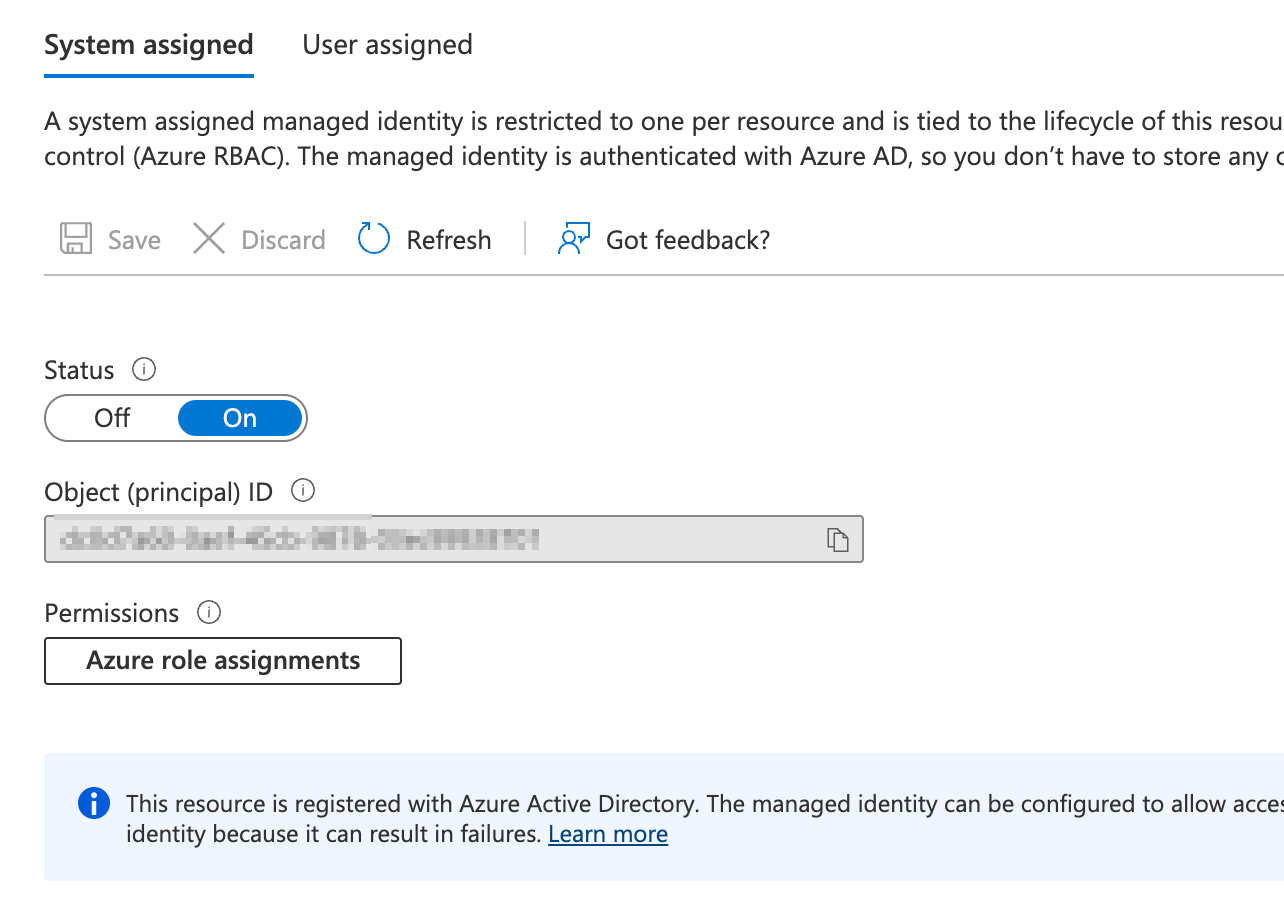 System assigned User assigned
A system assigned managed identity is restricted to one per resource and is tied to the lifecycle of this resou
control (Azure RBAC). The managed identity is authenticated with Azure AD, so you don’t have to store any c
Save Discard Refresh Got feedback?
Status
Off On
Object (principal) ID
Permissions
Azure role assignments
This resource is registered with Azure Active Directory. The managed identity can be configured to allow acces
identity because it can result in failures. Learn more